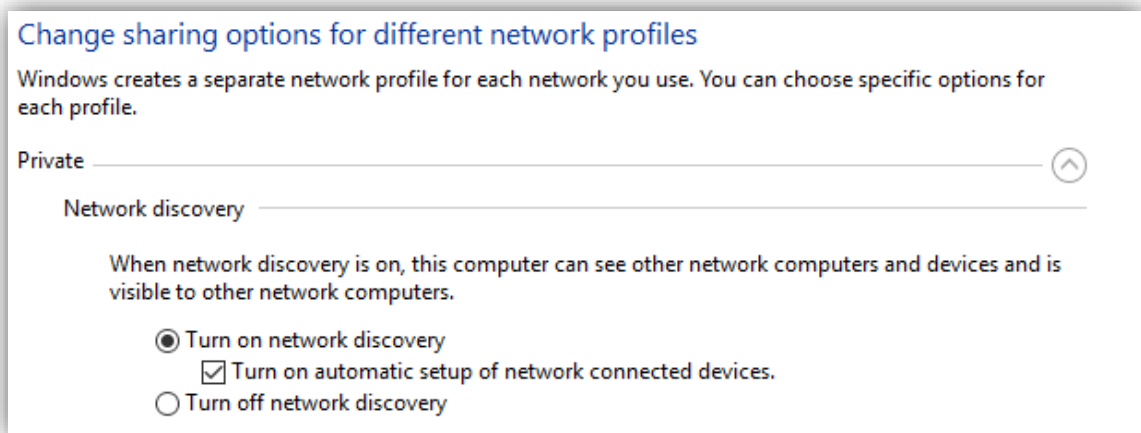 Change sharing options for different network profiles
Windows creates a separate network profile for each network you use. You can choose specific options for
each profile.
Private
Network discovery
When network discovery is on, this computer can see other network computers and devices and is
visible to other network computers.
Turn on network discovery
Turn on automatic setup of network connected devices.
Turn off network discovery